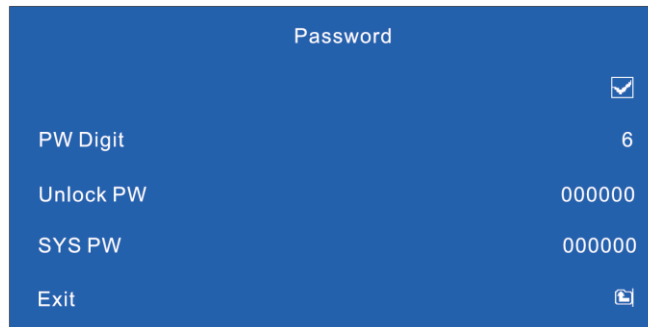 Password
PW Digit 6
Unlock PW 000000
SYS PW 000000
Exit